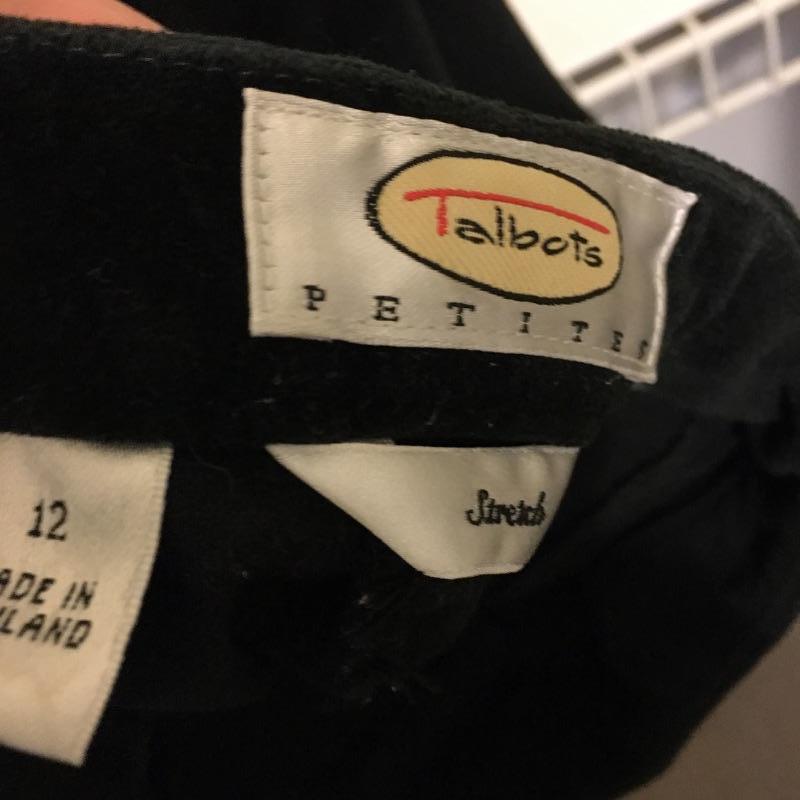 Talbots
PETITES
Stretch
12
ADE IN
ILAND